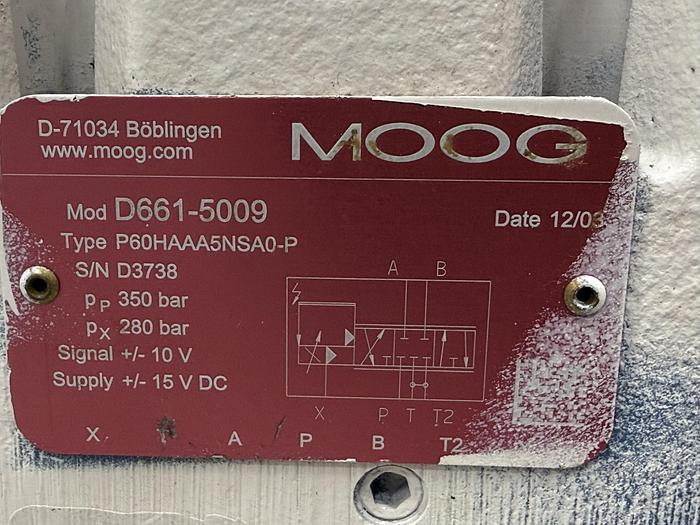 D-71034 Böblingen
www.moog.com
MOOG
Mod D661-5009
Date 12/03
Type P60HAAA5NSA0-P
S/N D3738
pP 350 bar
pX 280 bar
Signal +/- 10 V
Supply +/- 15 V DC
A B
X P T T2
X A P B T2